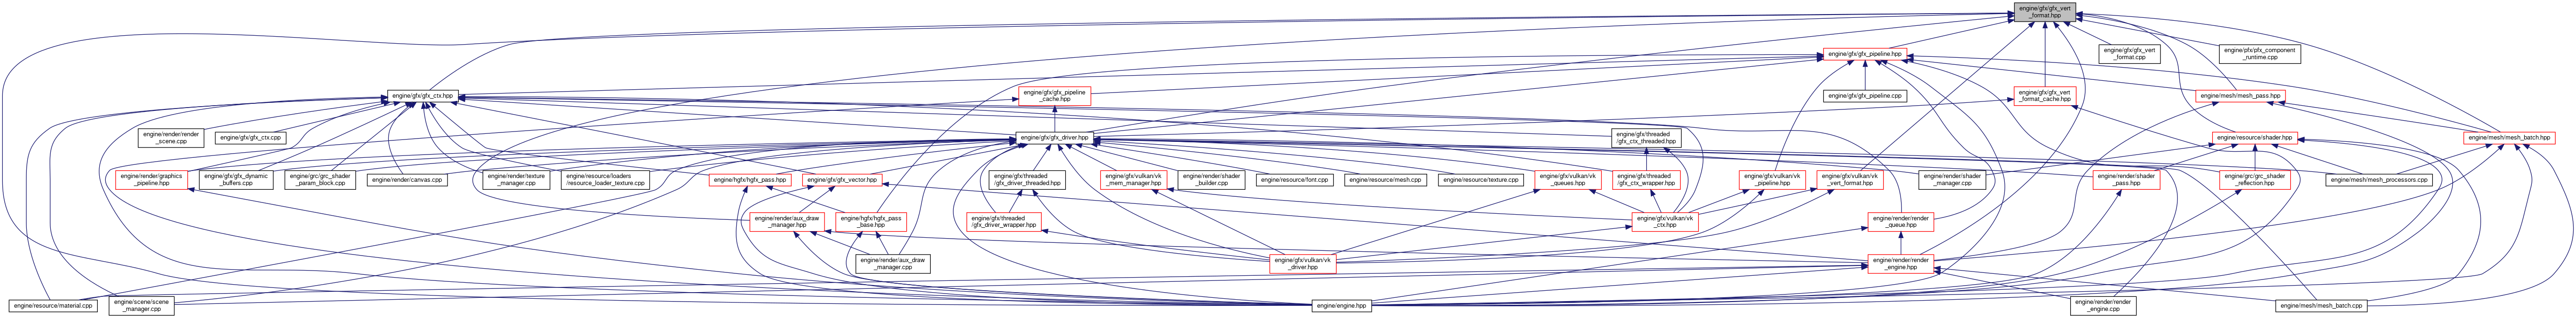 engine/gfx/gfx_vert
_format.hpp
engine/gfx/gfx_pipeline.hpp
engine/gfx/gfx_vert
_format.cpp
engine/pfx/pfx_component
_runtime.cpp
engine/gfx/gfx_ctx.hpp
engine/gfx/gfx_pipeline
_cache.hpp
engine/gfx/gfx_pipeline.cpp
engine/gfx/gfx_vert
_format_cache.hpp
engine/mesh/mesh_pass.hpp
engine/render/render
_scene.cpp
engine/gfx/gfx_ctx.cpp
engine/gfx/gfx_driver.hpp
engine/gfx/threaded
/gfx_ctx_threaded.hpp
engine/resource/shader.hpp
engine/mesh/mesh_batch.hpp
engine/render/graphics
_pipeline.hpp
engine/gfx/gfx_dynamic
_buffers.cpp
engine/grc/grc_shader
_param_block.cpp
engine/render/canvas.cpp
engine/render/texture
_manager.cpp
engine/resource/loaders
/resource_loader_texture.cpp
engine/hgfx/hgfx_pass.hpp
engine/gfx/gfx_vector.hpp
engine/gfx/threaded
/gfx_driver_threaded.hpp
engine/gfx/vulkan/vk
_mem_manager.hpp
engine/render/shader
_builder.cpp
engine/resource/font.cpp
engine/resource/mesh.cpp
engine/resource/texture.cpp
engine/gfx/vulkan/vk
_queues.hpp
engine/gfx/threaded
/gfx_ctx_wrapper.hpp
engine/gfx/vulkan/vk
_pipeline.hpp
engine/gfx/vulkan/vk
_vert_format.hpp
engine/render/shader
_manager.cpp
engine/render/shader
_pass.hpp
engine/grc/grc_shader
_reflection.hpp
engine/mesh/mesh_processors.cpp
engine/render/aux_draw
_manager.hpp
engine/hgfx/hgfx_pass
_base.hpp
engine/gfx/threaded
/gfx_driver_wrapper.hpp
engine/gfx/vulkan/vk
_ctx.hpp
engine/render/render
_queue.hpp
engine/render/aux_draw
_manager.cpp
engine/gfx/vulkan/vk
_driver.hpp
engine/render/render
_engine.hpp
engine/resource/material.cpp
engine/scene/scene
_manager.cpp
engine/engine.hpp
engine/render/render
_engine.cpp
engine/mesh/mesh_batch.cpp